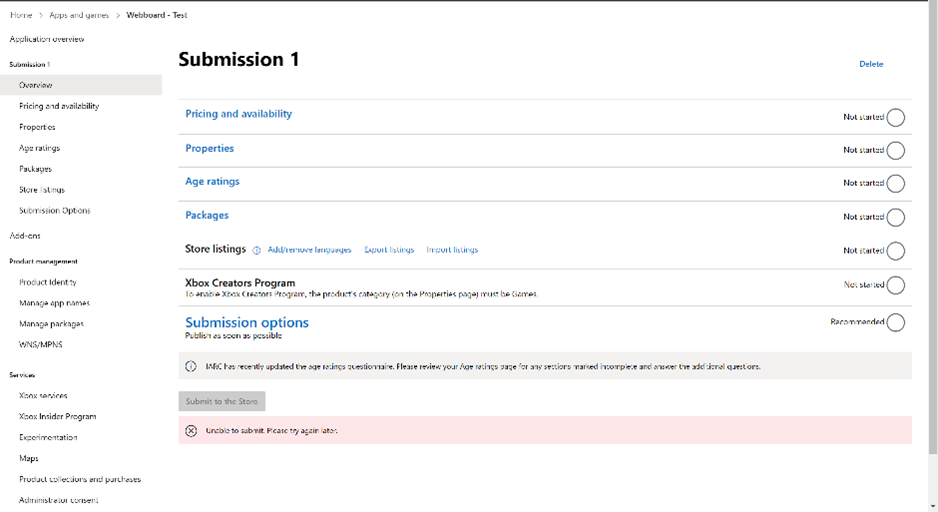 Home > Apps and games > Webboard - Test
Application overview
Submission 1
Overview
Pricing and availability
Properties
Age ratings
Packages
Store listings
Submission Options
Add-ons
Product management
Product Identity
Manage app names
Manage packages
WNS/MPNS
Services
Xbox services
Xbox Insider Program
Experimentation
Maps
Product collections and purchases
Administrator consent
Submission 1
Delete
Pricing and availability Not started
Properties Not started
Age ratings Not started
Packages Not started
Store listings Add/remove languages Export listings Import listings Not started
Xbox Creators Program Not started
To enable Xbox Creators Program, the product's category (on the Properties page) must be Games.
Submission options Recommended
Publish as soon as possible
IARC has recently updated the age ratings questionnaire. Please review your Age ratings page for any sections marked incomplete and answer the additional questions.
Submit to the Store
Unable to submit. Please try again later.